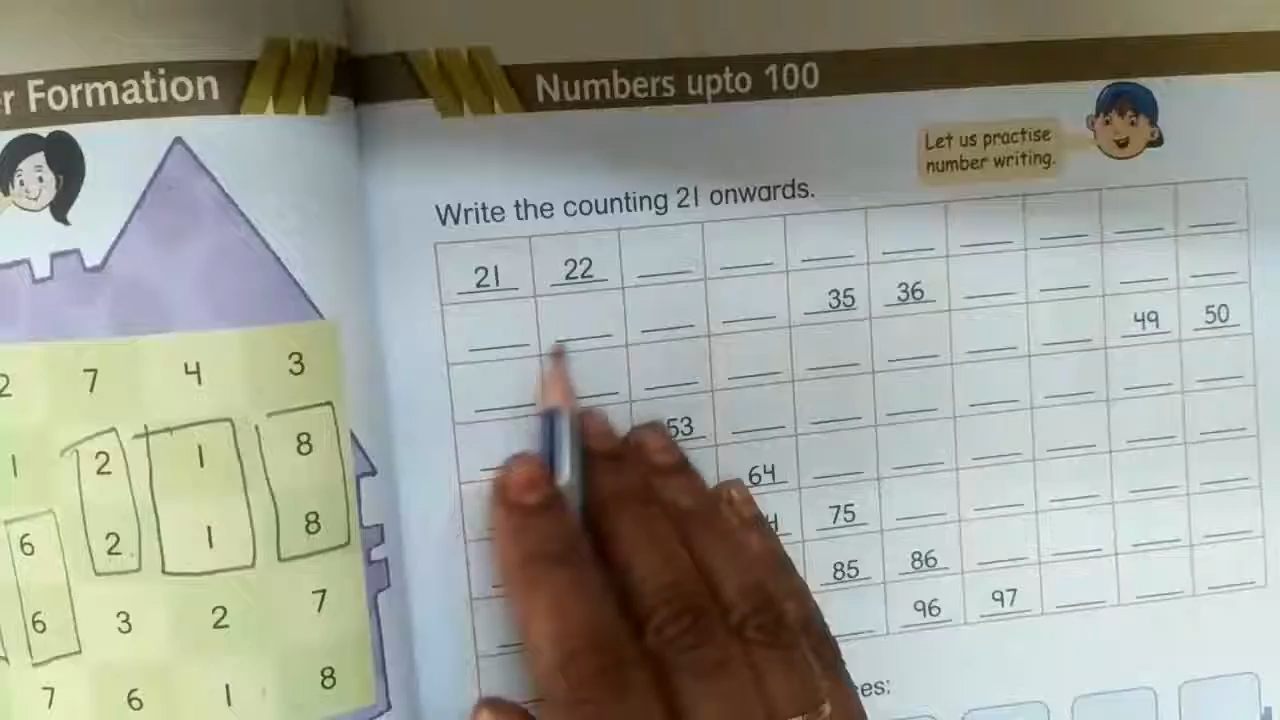 r Formation
2 7 4 3
1 2 1 8
6 2 1 8
6 3 2 7
7 6 1 8
Numbers upto 100
Let us practise
number writing.
Write the counting 21 onwards.
21 22
35 36
49 50
53
64
75
85 86
96 97